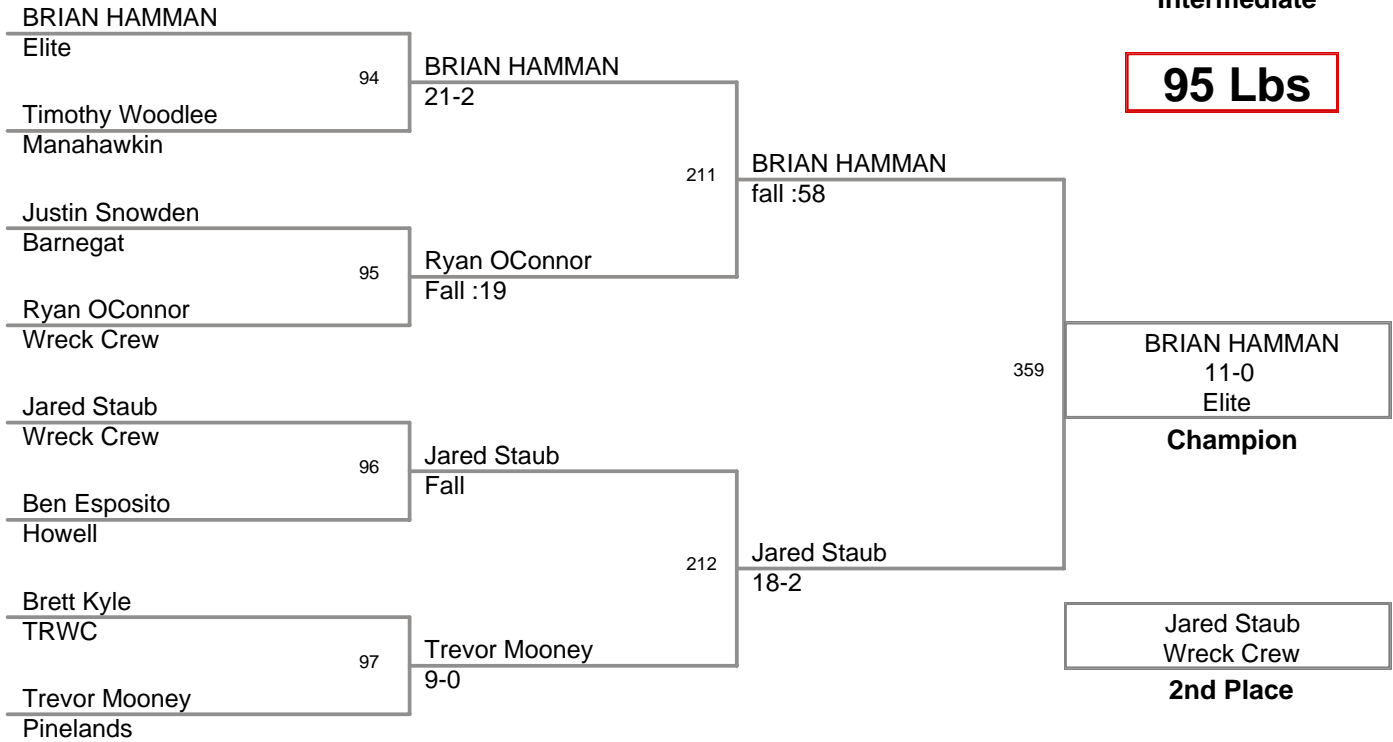 Intermediate
95 Lbs
BRIAN HAMMAN
Elite
94
Timothy Woodlee
Manahawkin
Justin Snowden
Barnegat
95
Ryan OConnor
Wreck Crew
Jared Staub
Wreck Crew
96
Ben Esposito
Howell
Brett Kyle
TRWC
97
Trevor Mooney
Pinelands
BRIAN HAMMAN
21-2
211
Ryan OConnor
Fall :19
Jared Staub
Fall
212
Trevor Mooney
9-0
BRIAN HAMMAN
fall :58
359
Jared Staub
18-2
BRIAN HAMMAN
11-0
Elite
Champion
Jared Staub
Wreck Crew
2nd Place